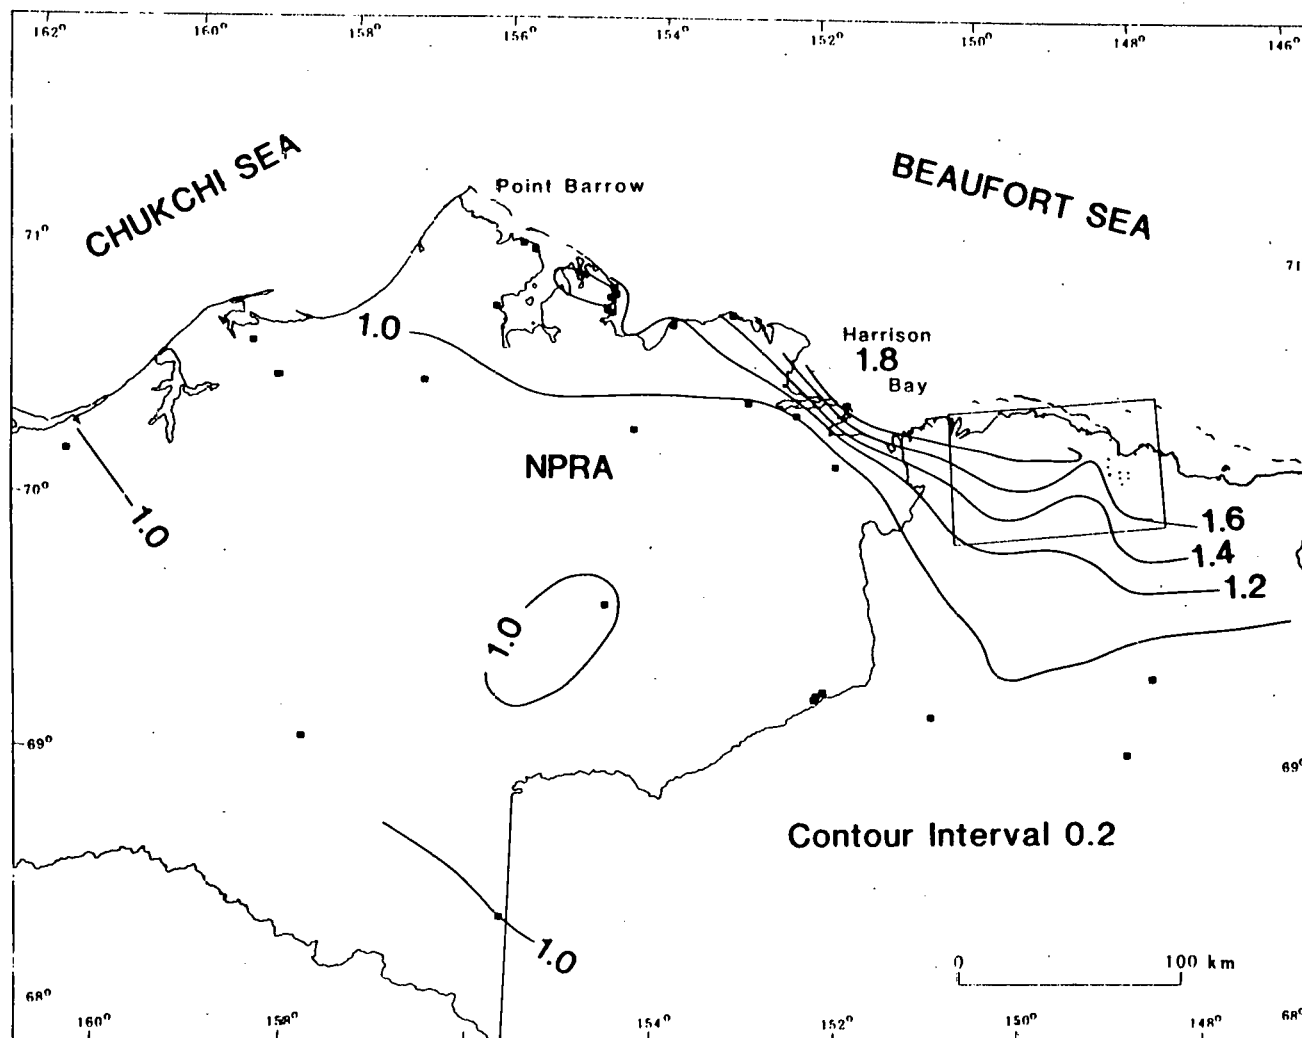 162° 160° 158° 156° 154° 152° 150° 148° 146°
CHUKCHI SEA
BEAUFORT SEA
Point Barrow
71°
71
1.0
Harrison
1.8
Bay
NPRA
70°
1.0
1.6
1.4
1.2
1.0
69°
69°
Contour Interval 0.2
1.0
0 100 km
68°
160° 158° 154° 152° 150° 148° 68°